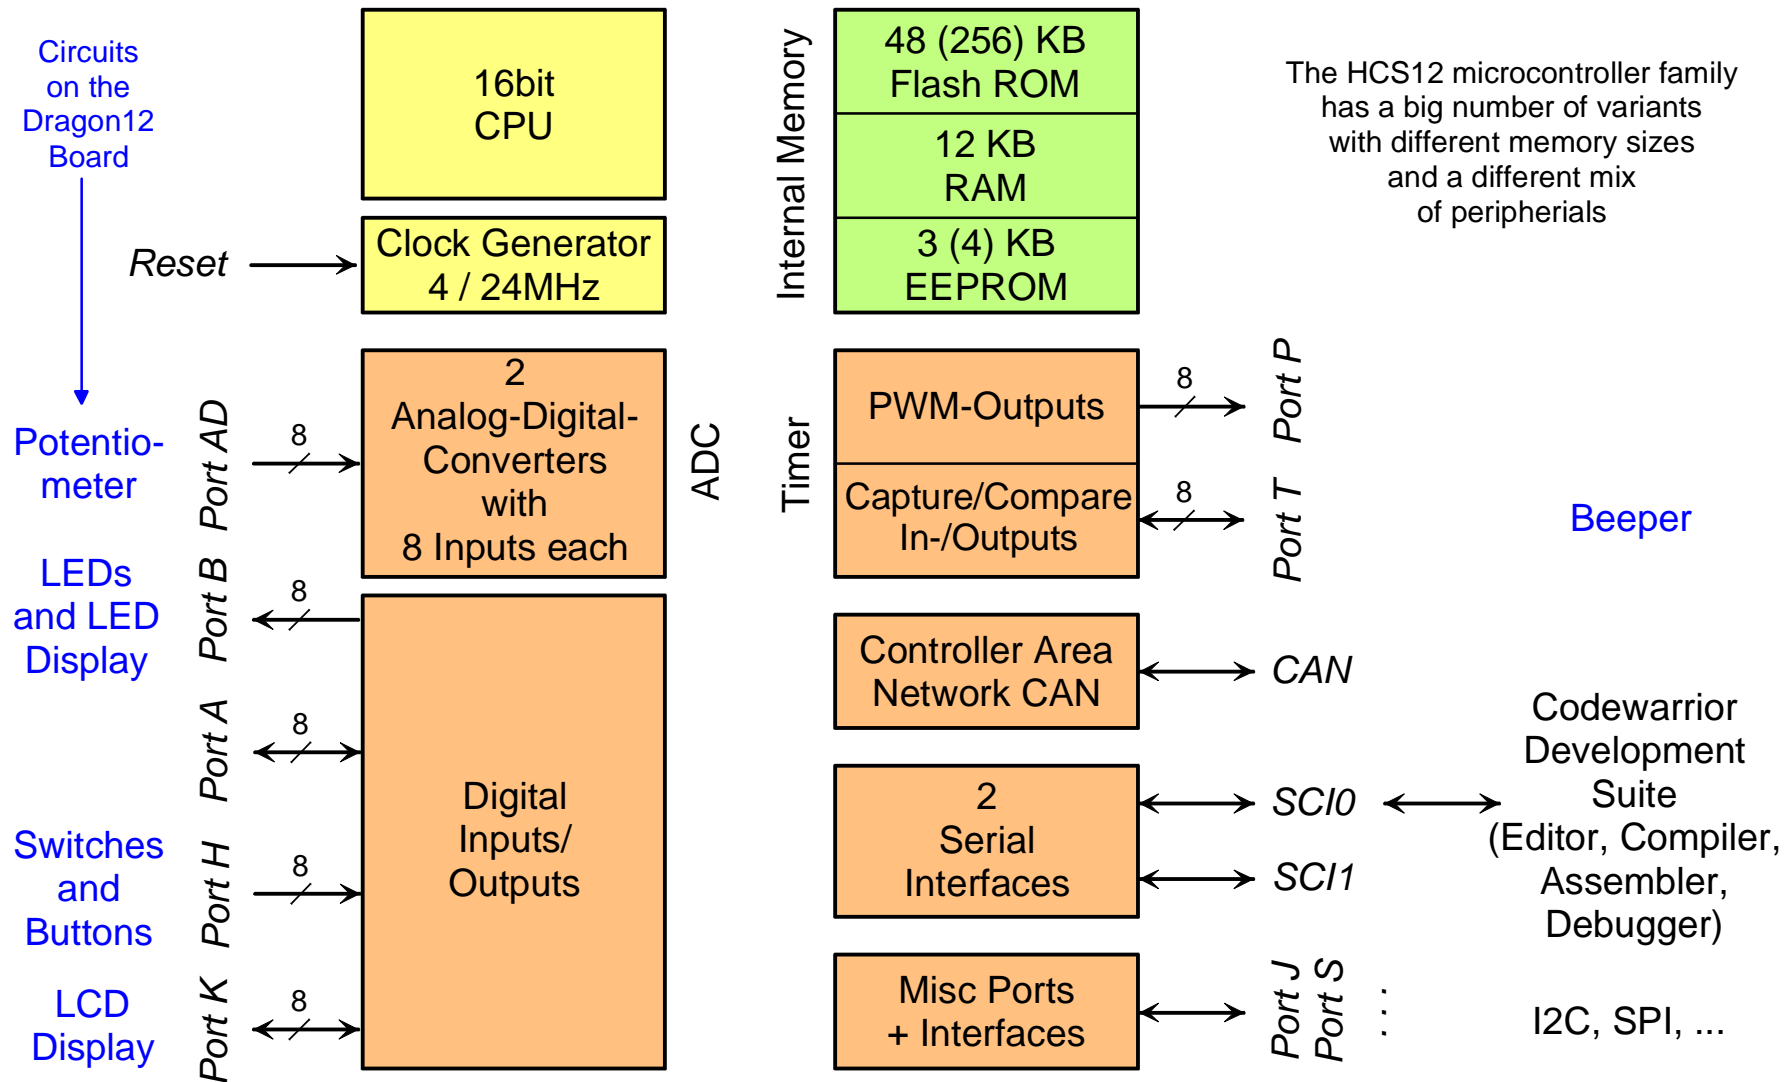 Circuits
on the
Dragon12
Board
16bit
CPU
Reset
Clock Generator
4 / 24MHz
Internal Memory
48 (256) KB
Flash ROM
12 KB
RAM
3 (4) KB
EEPROM
The HCS12 microcontroller family
has a big number of variants
with different memory sizes
and a different mix
of peripherials
Potentio-
meter
Port AD
8
2
Analog-Digital-
Converters
with
8 Inputs each
ADC
LEDs
and LED
Display
Port B
8
Port A
8
Switches
and
Buttons
Port H
8
LCD
Display
Port K
8
Digital
Inputs/
Outputs
Timer
PWM-Outputs
8
Port P
Capture/Compare
In-/Outputs
8
Port T
Beeper
Controller Area
Network CAN
CAN
2
Serial
Interfaces
SCI0
SCI1
Codewarrior
Development
Suite
(Editor, Compiler,
Assembler,
Debugger)
Misc Ports
+ Interfaces
Port J
Port S
. . .
I2C, SPI, ...